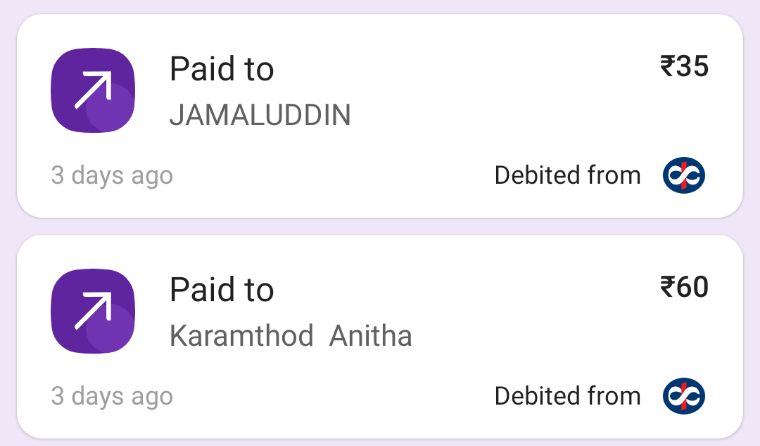 Paid to
₹35
JAMALUDDIN
3 days ago
Debited from
Paid to
₹60
Karamthod  Anitha
3 days ago
Debited from